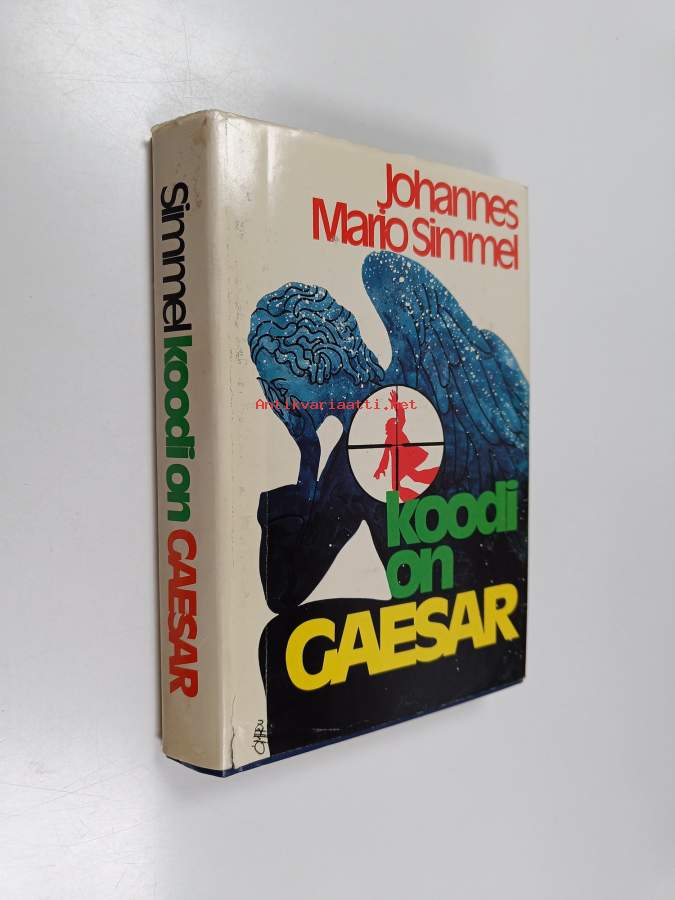 Johannes
Mario Simmel
Antikvariaatti.net
koodi
on
CAESAR
Simmel koodi on CAESAR